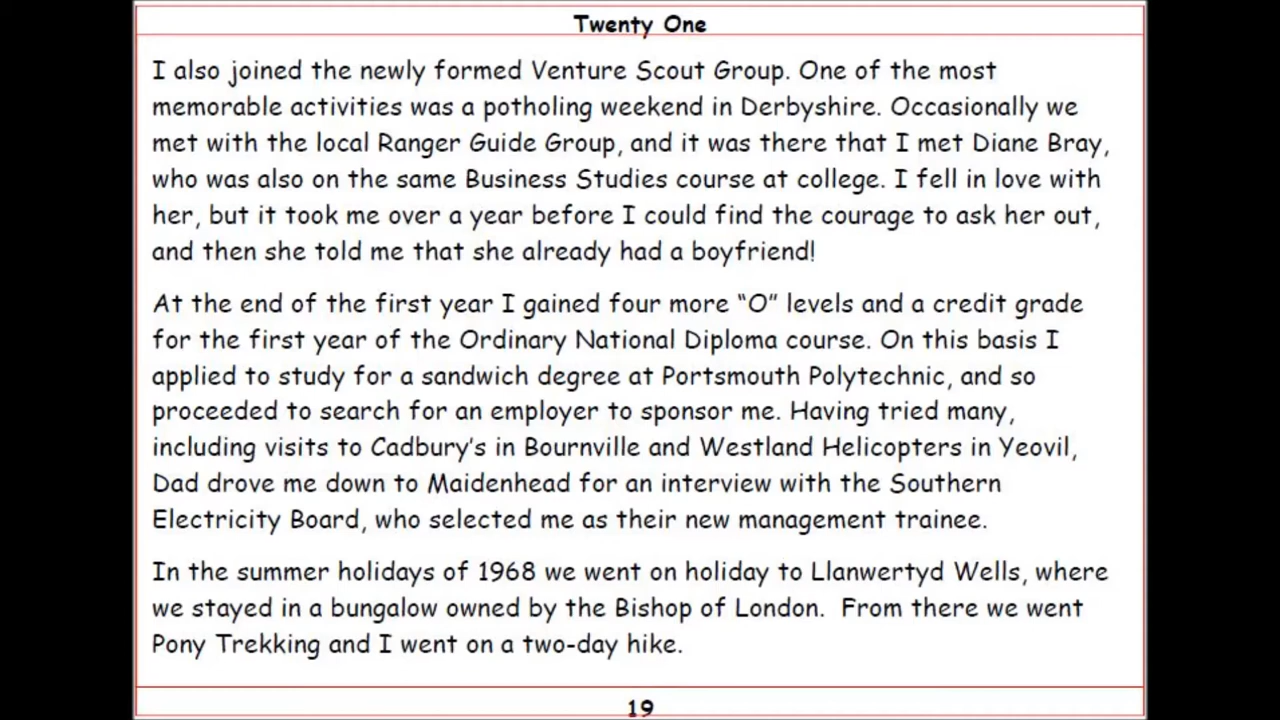 Twenty One
I also joined the newly formed Venture Scout Group. One of the most
memorable activities was a potholing weekend in Derbyshire. Occasionally we
met with the local Ranger Guide Group, and it was there that I met Diane Bray,
who was also on the same Business Studies course at college. I fell in love with
her, but it took me over a year before I could find the courage to ask her out,
and then she told me that she already had a boyfriend!
At the end of the first year I gained four more “O” levels and a credit grade
for the first year of the Ordinary National Diploma course. On this basis I
applied to study for a sandwich degree at Portsmouth Polytechnic, and so
proceeded to search for an employer to sponsor me. Having tried many,
including visits to Cadbury’s in Bournville and Westland Helicopters in Yeovil,
Dad drove me down to Maidenhead for an interview with the Southern
Electricity Board, who selected me as their new management trainee.
In the summer holidays of 1968 we went on holiday to Llanwertyd Wells, where
we stayed in a bungalow owned by the Bishop of London.  From there we went
Pony Trekking and I went on a two-day hike.
19